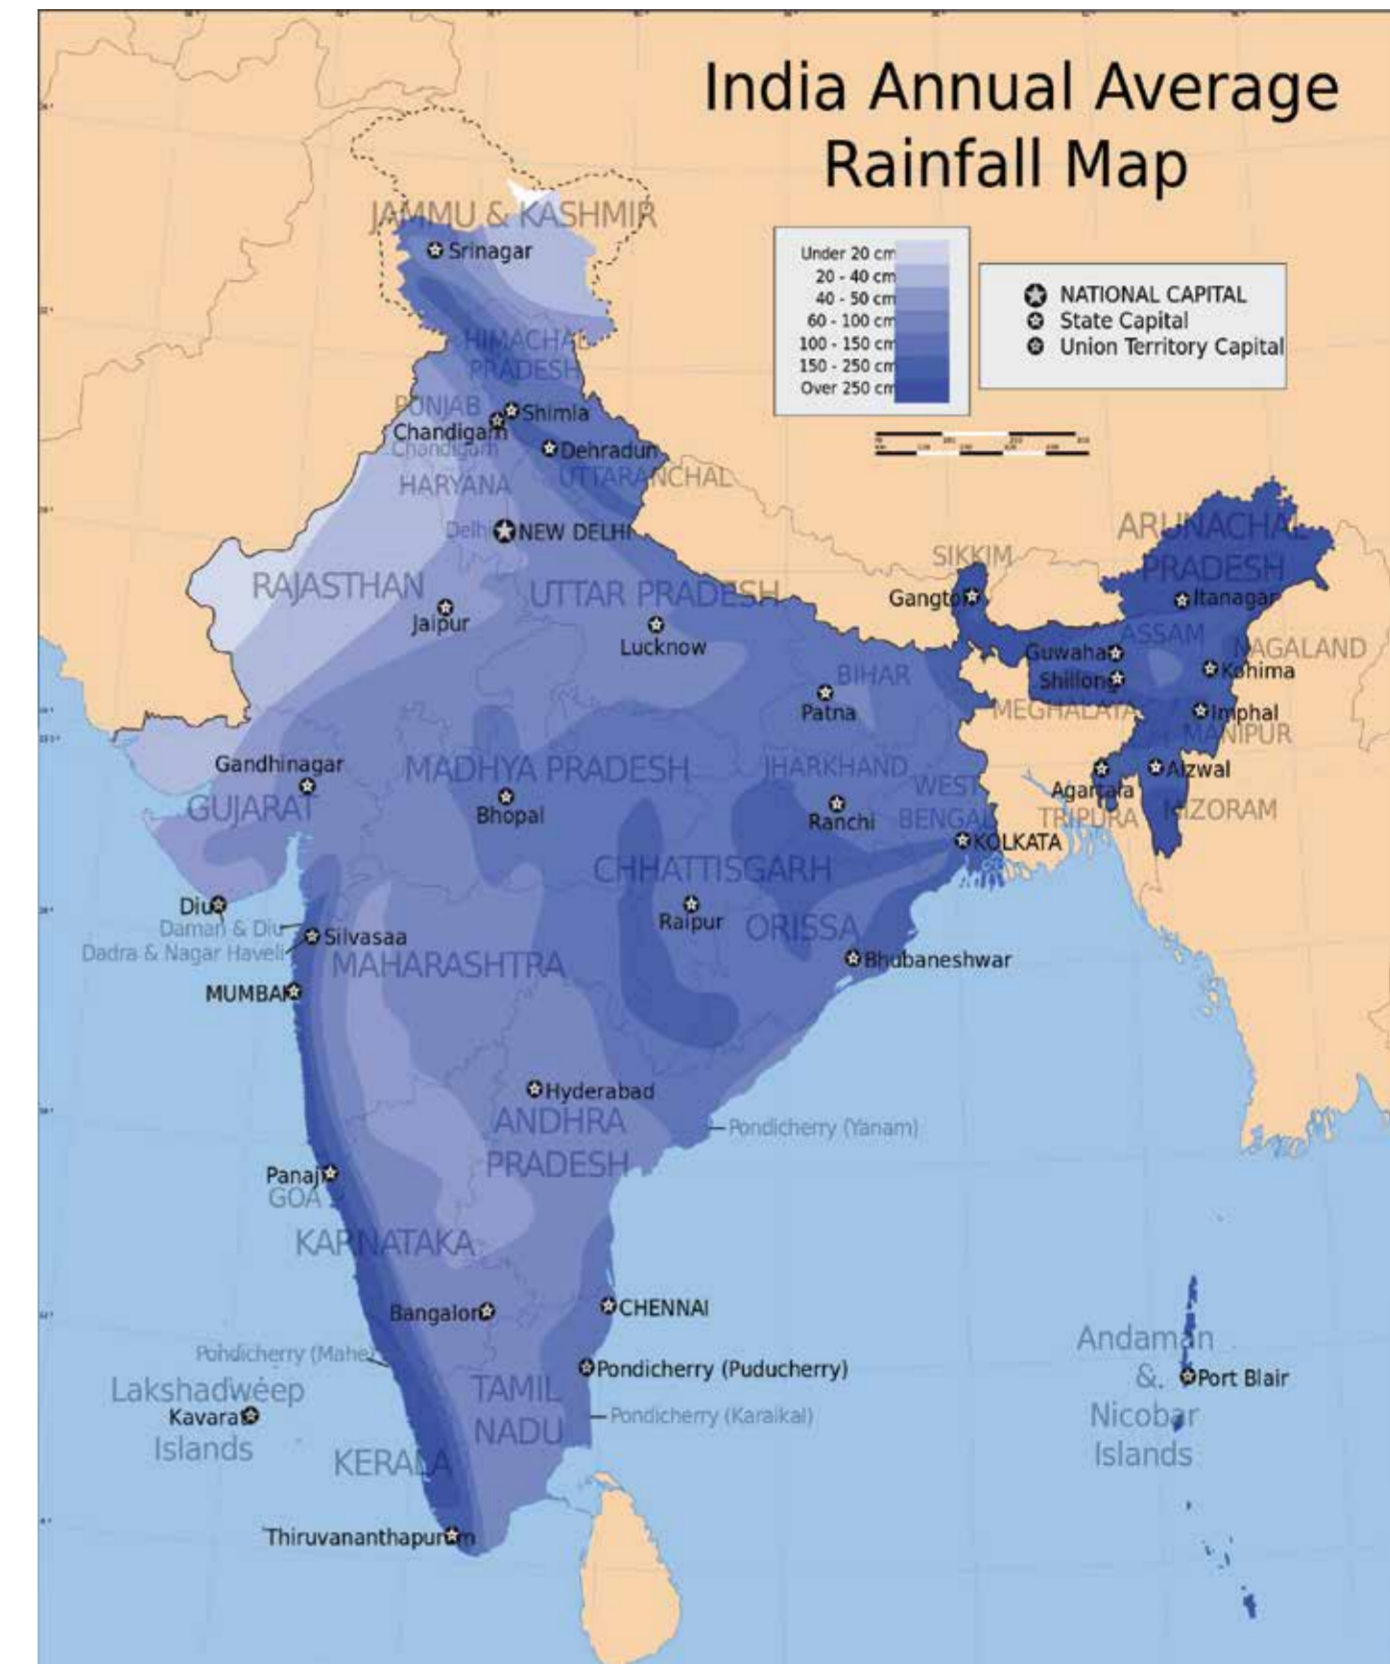 India Annual Average
Rainfall Map
Under 20 cm
20 - 40 cm
40 - 50 cm
60 - 100 cm
100 - 150 cm
150 - 250 cm
Over 250 cm
NATIONAL CAPITAL
State Capital
Union Territory Capital
JAMMU & KASHMIR
Srinagar
HIMACHAL
PRADESH
PUNJAB
Shimla
Chandigarh
Chandigarh
Dehradun
UTTARANCHAL
HARYANA
Delhi
NEW DELHI
ARUNACHAL
PRADESH
SIKKIM
RAJASTHAN
UTTAR PRADESH
Itanagar
Jaipur
Lucknow
ASSAM
NAGALAND
BIHAR
Kohima
Shillong
Patna
MEGHALAYA
Imphal
MANIPUR
Gandhinagar
MADHYA PRADESH
JHARKHAND
WEST
BENGAL
Aizwal
Agartala
GUJARAT
Bhopal
Ranchi
TRIPURA
MIZORAM
KOLKATA
CHHATTISGARH
Diu
Raipur
ORISSA
Daman & Diu
Dadra & Nagar Haveli
Silvasaa
MAHARASHTRA
Bhubaneshwar
MUMBAI
Hyderabad
ANDHRA
PRADESH
Pondicherry (Yanam)
Panaji
GOA
KARNATAKA
Bangalore
CHENNAI
Pondicherry (Mahe)
Pondicherry (Puducherry)
Andaman
&.
Nicobar
Islands
Port Blair
Lakshadweep
Islands
TAMIL
NADU
Pondicherry (Karaikal)
KERALA
Thiruvananthapuram